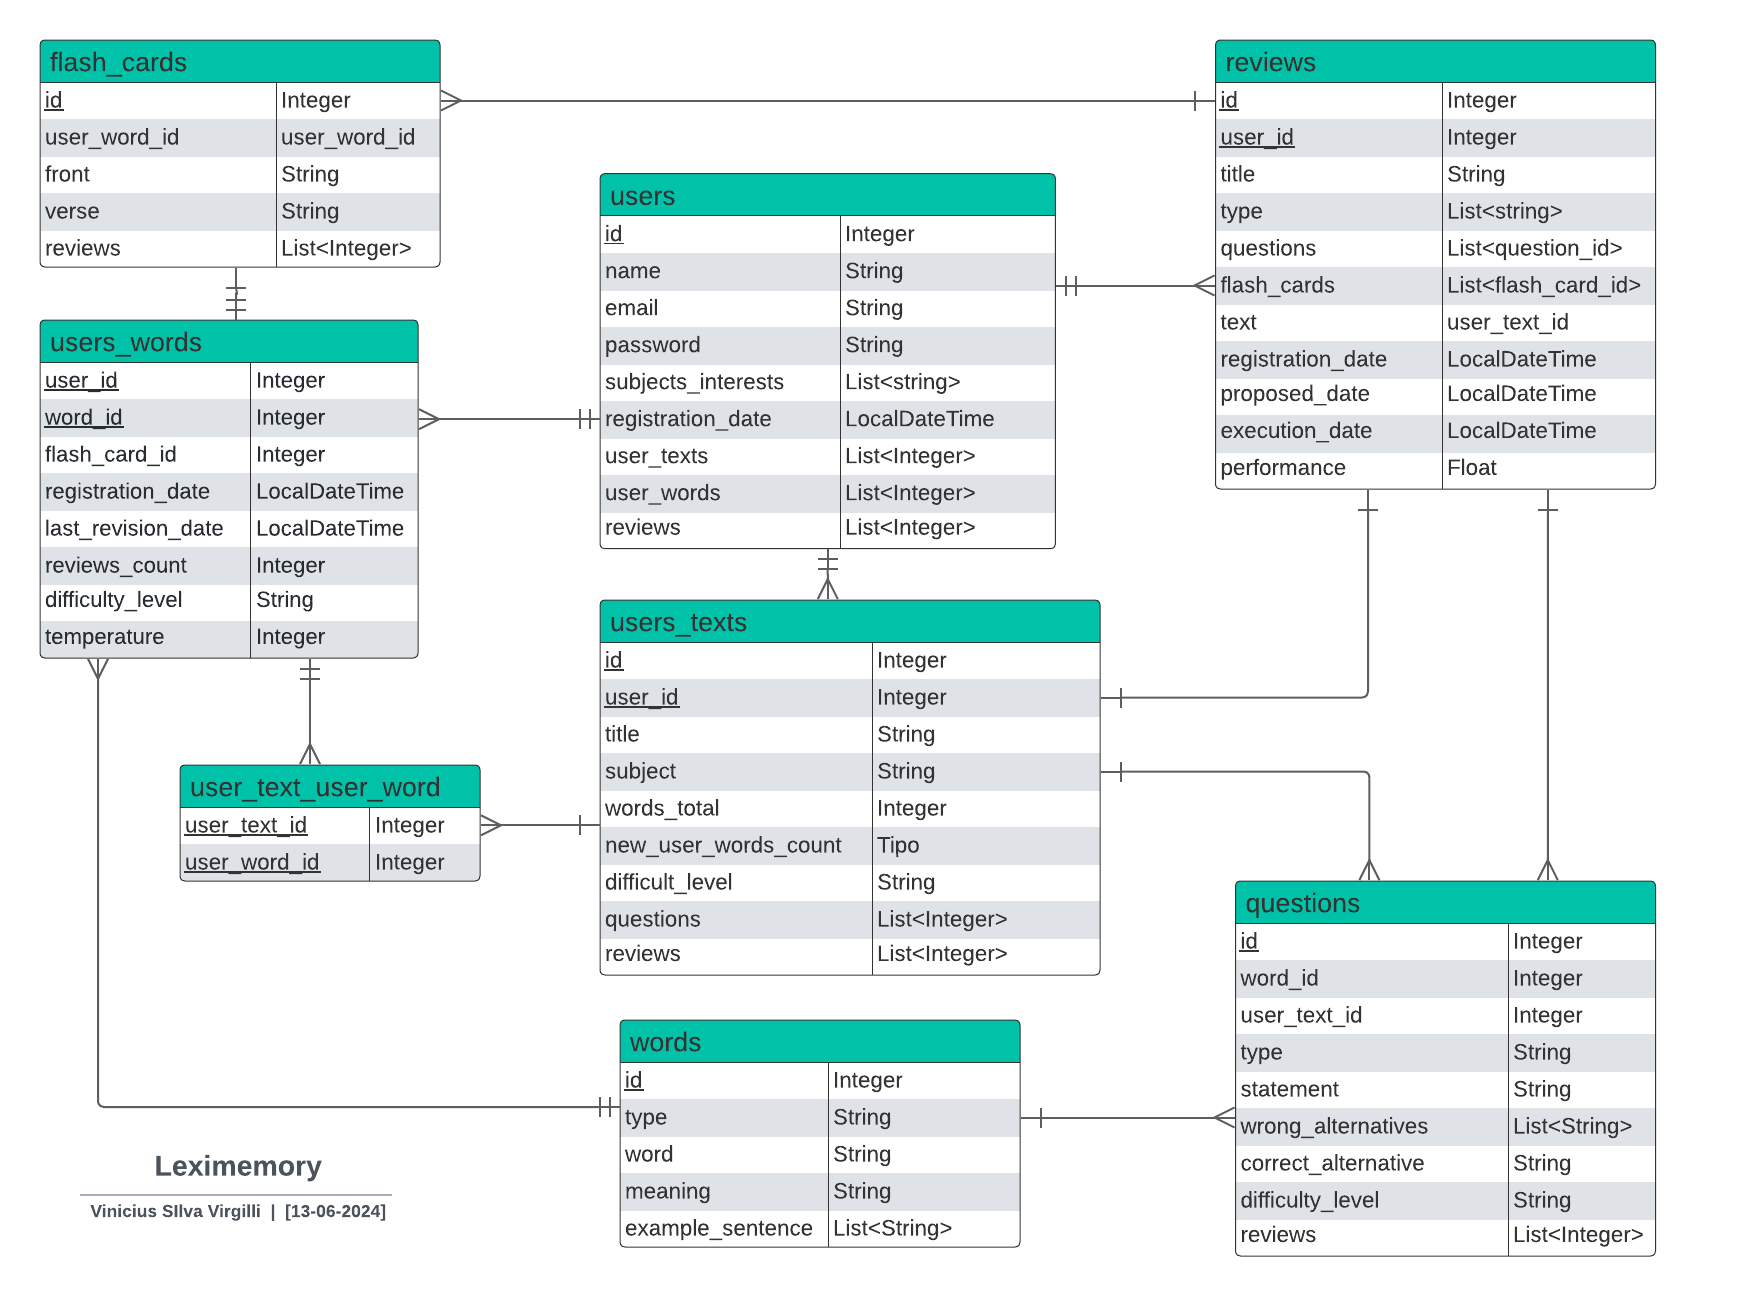 flash_cards
id Integer
user_word_id user_word_id
front String
verse String
reviews List<Integer>
reviews
id Integer
user_id Integer
title String
type List<string>
questions List<question_id>
flash_cards List<flash_card_id>
text user_text_id
registration_date LocalDateTime
proposed_date LocalDateTime
execution_date LocalDateTime
performance Float
users
id Integer
name String
email String
password String
subjects_interests List<string>
registration_date LocalDateTime
user_texts List<Integer>
user_words List<Integer>
reviews List<Integer>
users_words
user_id Integer
word_id Integer
flash_card_id Integer
registration_date LocalDateTime
last_revision_date LocalDateTime
reviews_count Integer
difficulty_level String
temperature Integer
users_texts
id Integer
user_id Integer
title String
subject String
words_total Integer
new_user_words_count Tipo
difficult_level String
questions List<Integer>
reviews List<Integer>
user_text_user_word
user_text_id Integer
user_word_id Integer
questions
id Integer
word_id Integer
user_text_id Integer
type String
statement String
wrong_alternatives List<String>
correct_alternative String
difficulty_level String
reviews List<Integer>
words
id Integer
type String
word String
meaning String
example_sentence List<String>
Leximemory
Vinicius SIlva Virgilli | [13-06-2024]